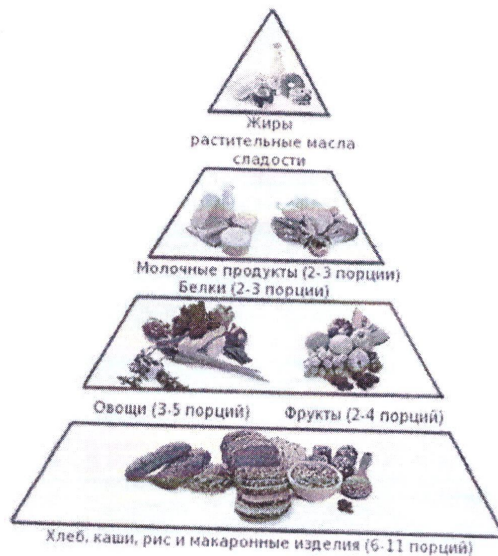 Жиры
растительные масла
сладости
Молочные продукты (2-3 порции)
Белки (2-3 порции)
Овощи (3-5 порций)
Фрукты (2-4 порций)
Хлеб, каши, рис и макаронные изделия (6-11 порций)